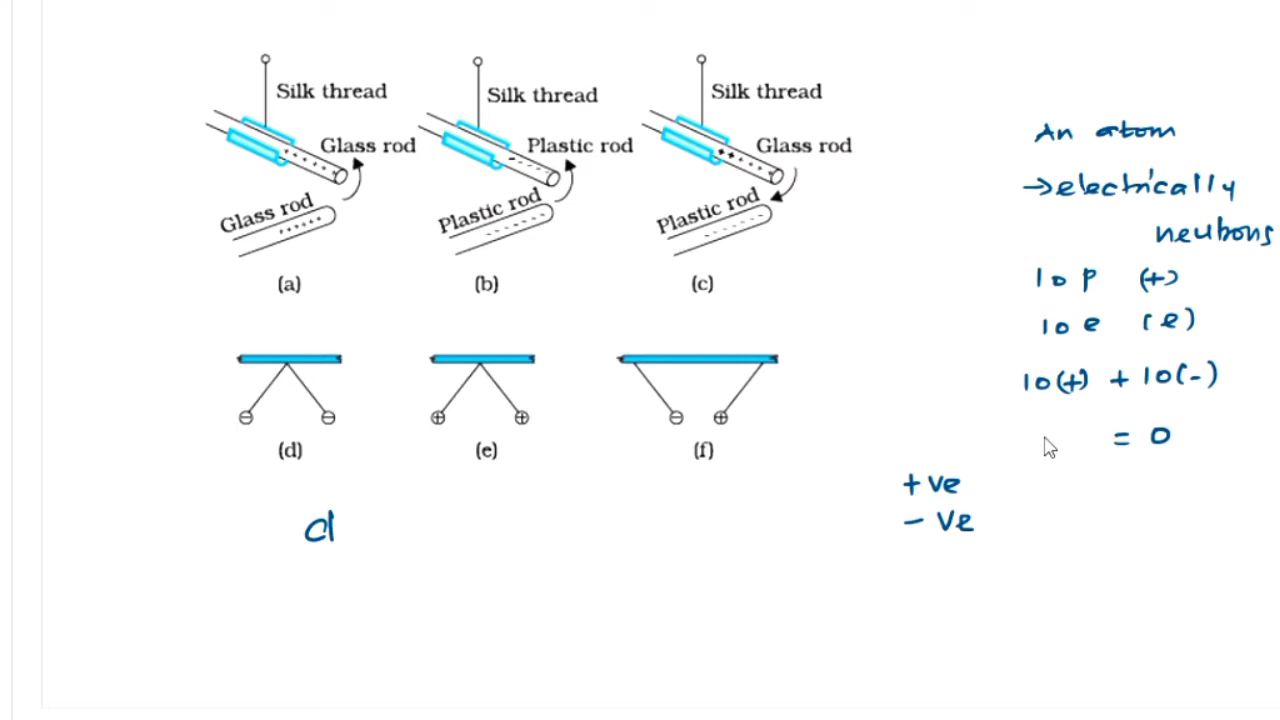 Silk thread
Silk thread
Silk thread
Glass rod
Plastic rod
Glass rod
Glass rod
Plastic rod
Plastic rod
(a)
(b)
(c)
(d)
(e)
(f)
An atom
→ electrically
neubons
10 p (+)
10 e (e)
10(+) + 10(-)
= 0
+ve
- ve
d